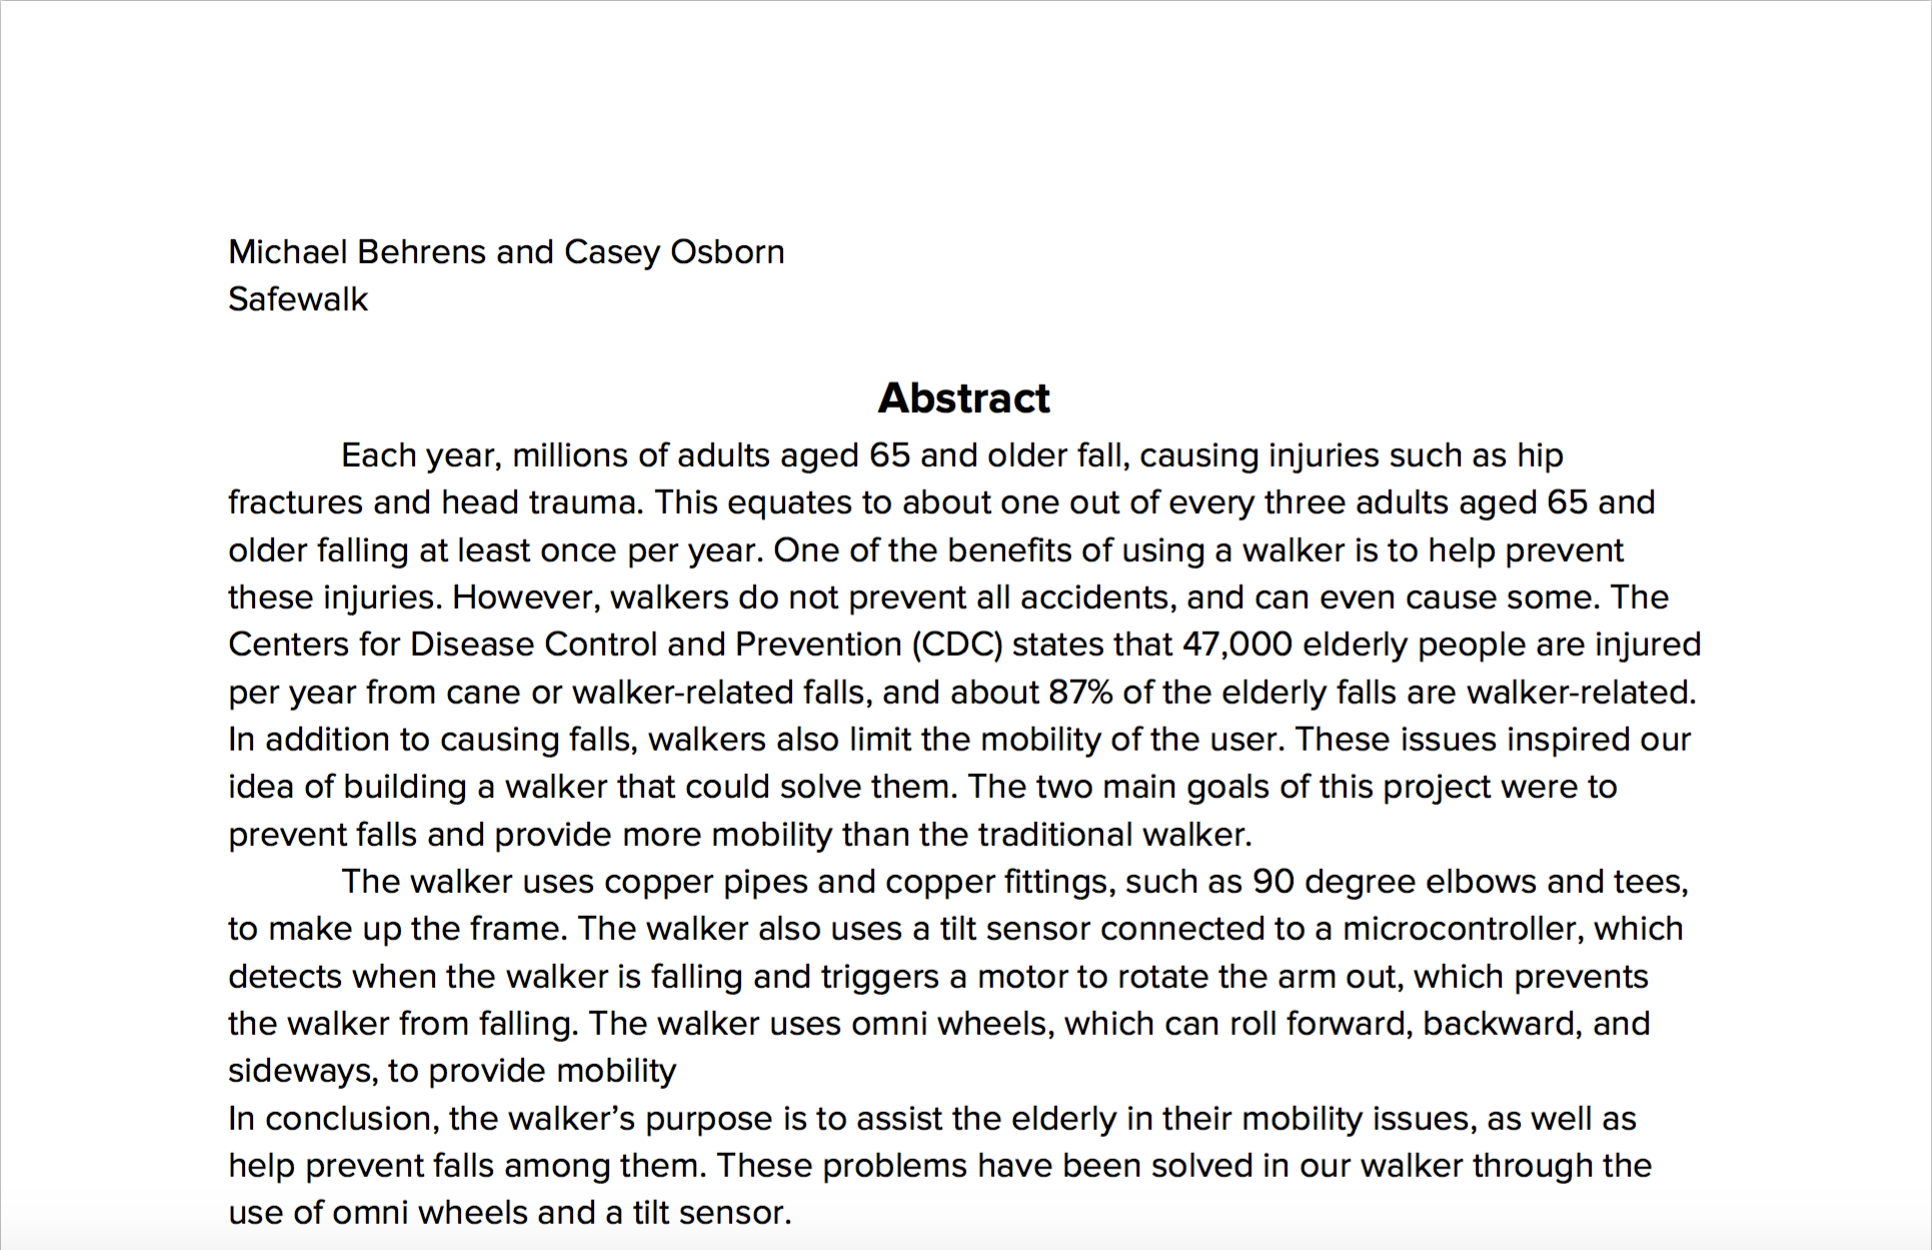 Michael Behrens and Casey Osborn
Safewalk
Abstract
Each year, millions of adults aged 65 and older fall, causing injuries such as hip
fractures and head trauma. This equates to about one out of every three adults aged 65 and
older falling at least once per year. One of the benefits of using a walker is to help prevent
these injuries. However, walkers do not prevent all accidents, and can even cause some. The
Centers for Disease Control and Prevention (CDC) states that 47,000 elderly people are injured
per year from cane or walker-related falls, and about 87% of the elderly falls are walker-related.
In addition to causing falls, walkers also limit the mobility of the user. These issues inspired our
idea of building a walker that could solve them. The two main goals of this project were to
prevent falls and provide more mobility than the traditional walker.
The walker uses copper pipes and copper fittings, such as 90 degree elbows and tees,
to make up the frame. The walker also uses a tilt sensor connected to a microcontroller, which
detects when the walker is falling and triggers a motor to rotate the arm out, which prevents
the walker from falling. The walker uses omni wheels, which can roll forward, backward, and
sideways, to provide mobility
In conclusion, the walker’s purpose is to assist the elderly in their mobility issues, as well as
help prevent falls among them. These problems have been solved in our walker through the
use of omni wheels and a tilt sensor.